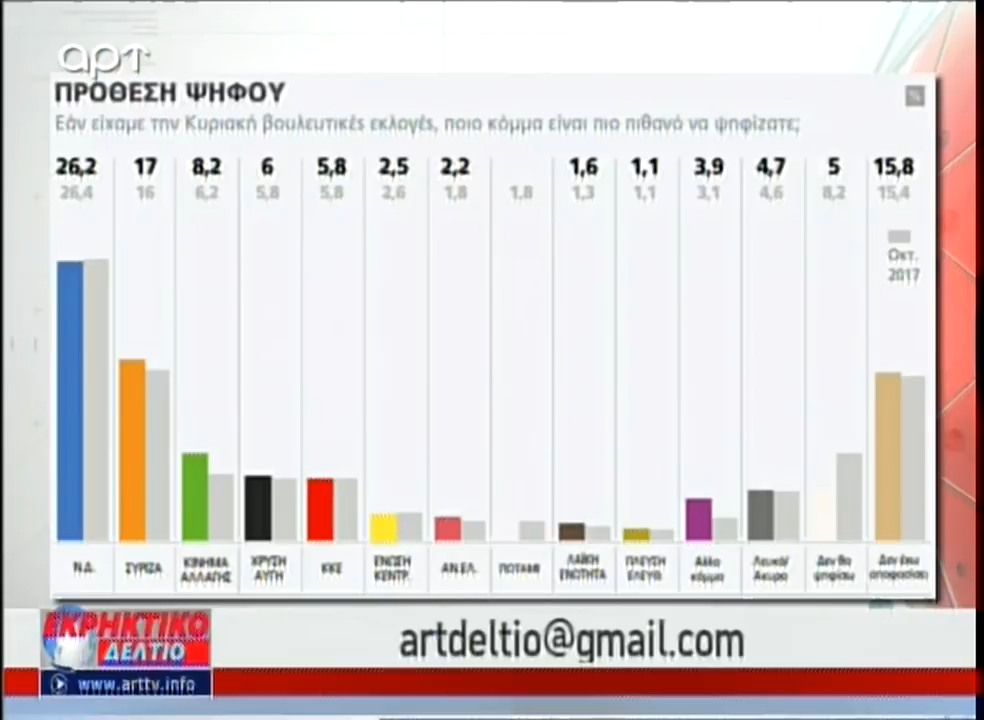 αρτ
ΠΡΟΘΕΣΗ ΨΗΦΟΥ
%
Εάν είχαμε την Κυριακή βουλευτικές εκλογές, ποιο κόμμα είναι πιο πιθανό να ψηφίζατε;
26,2 17 8,2 6 5,8 2,5 2,2 1,6 1,1 3,9 4,7 5 15,8
26,4 16 6,2 5,8 5,8 2,6 1,8 1,8 1,3 1,1 3,1 4,6 8,2 15,4
Οκτ.
2017
Ν.Δ. ΣΥΡΙΖΑ ΚΙΝΗΜΑ ΧΡΥΣΗ ΚΚΕ ΕΝΩΣΗ ΑΝ.ΕΛ. ΠΟΤΑΜΙ ΛΑΪΚΗ ΠΛΕΥΣΗ Άλλο Λευκό/ Δεν θα Δεν έχω
ΑΛΛΑΓΗΣ ΑΥΓΗ ΚΕΝΤΡ. ΕΝΟΤΗΤΑ ΕΛΕΥΘ. κόμμα Άκυρο ψηφίσω αποφασίσει
ΕΚΡΗΚΤΙΚΟ
ΔΕΛΤΙΟ
www.arttv.info
artdeltio@gmail.com